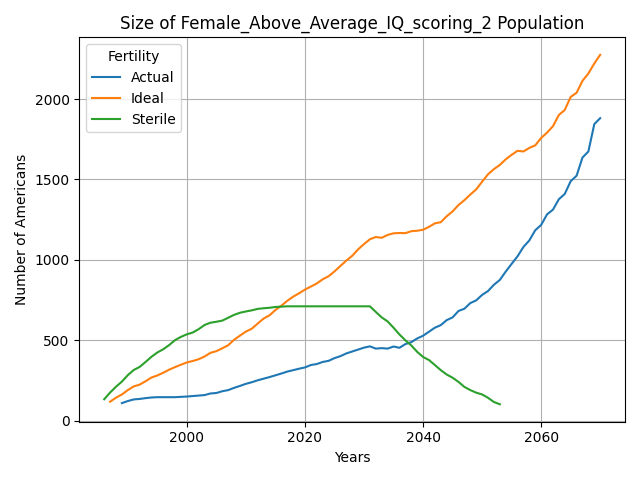 Size of Female_Above_Average_IQ_scoring_2 Population
Fertility
Actual
Ideal
Sterile
Number of Americans
2000
1500
1000
500
0
2000 2020 2040 2060
Years